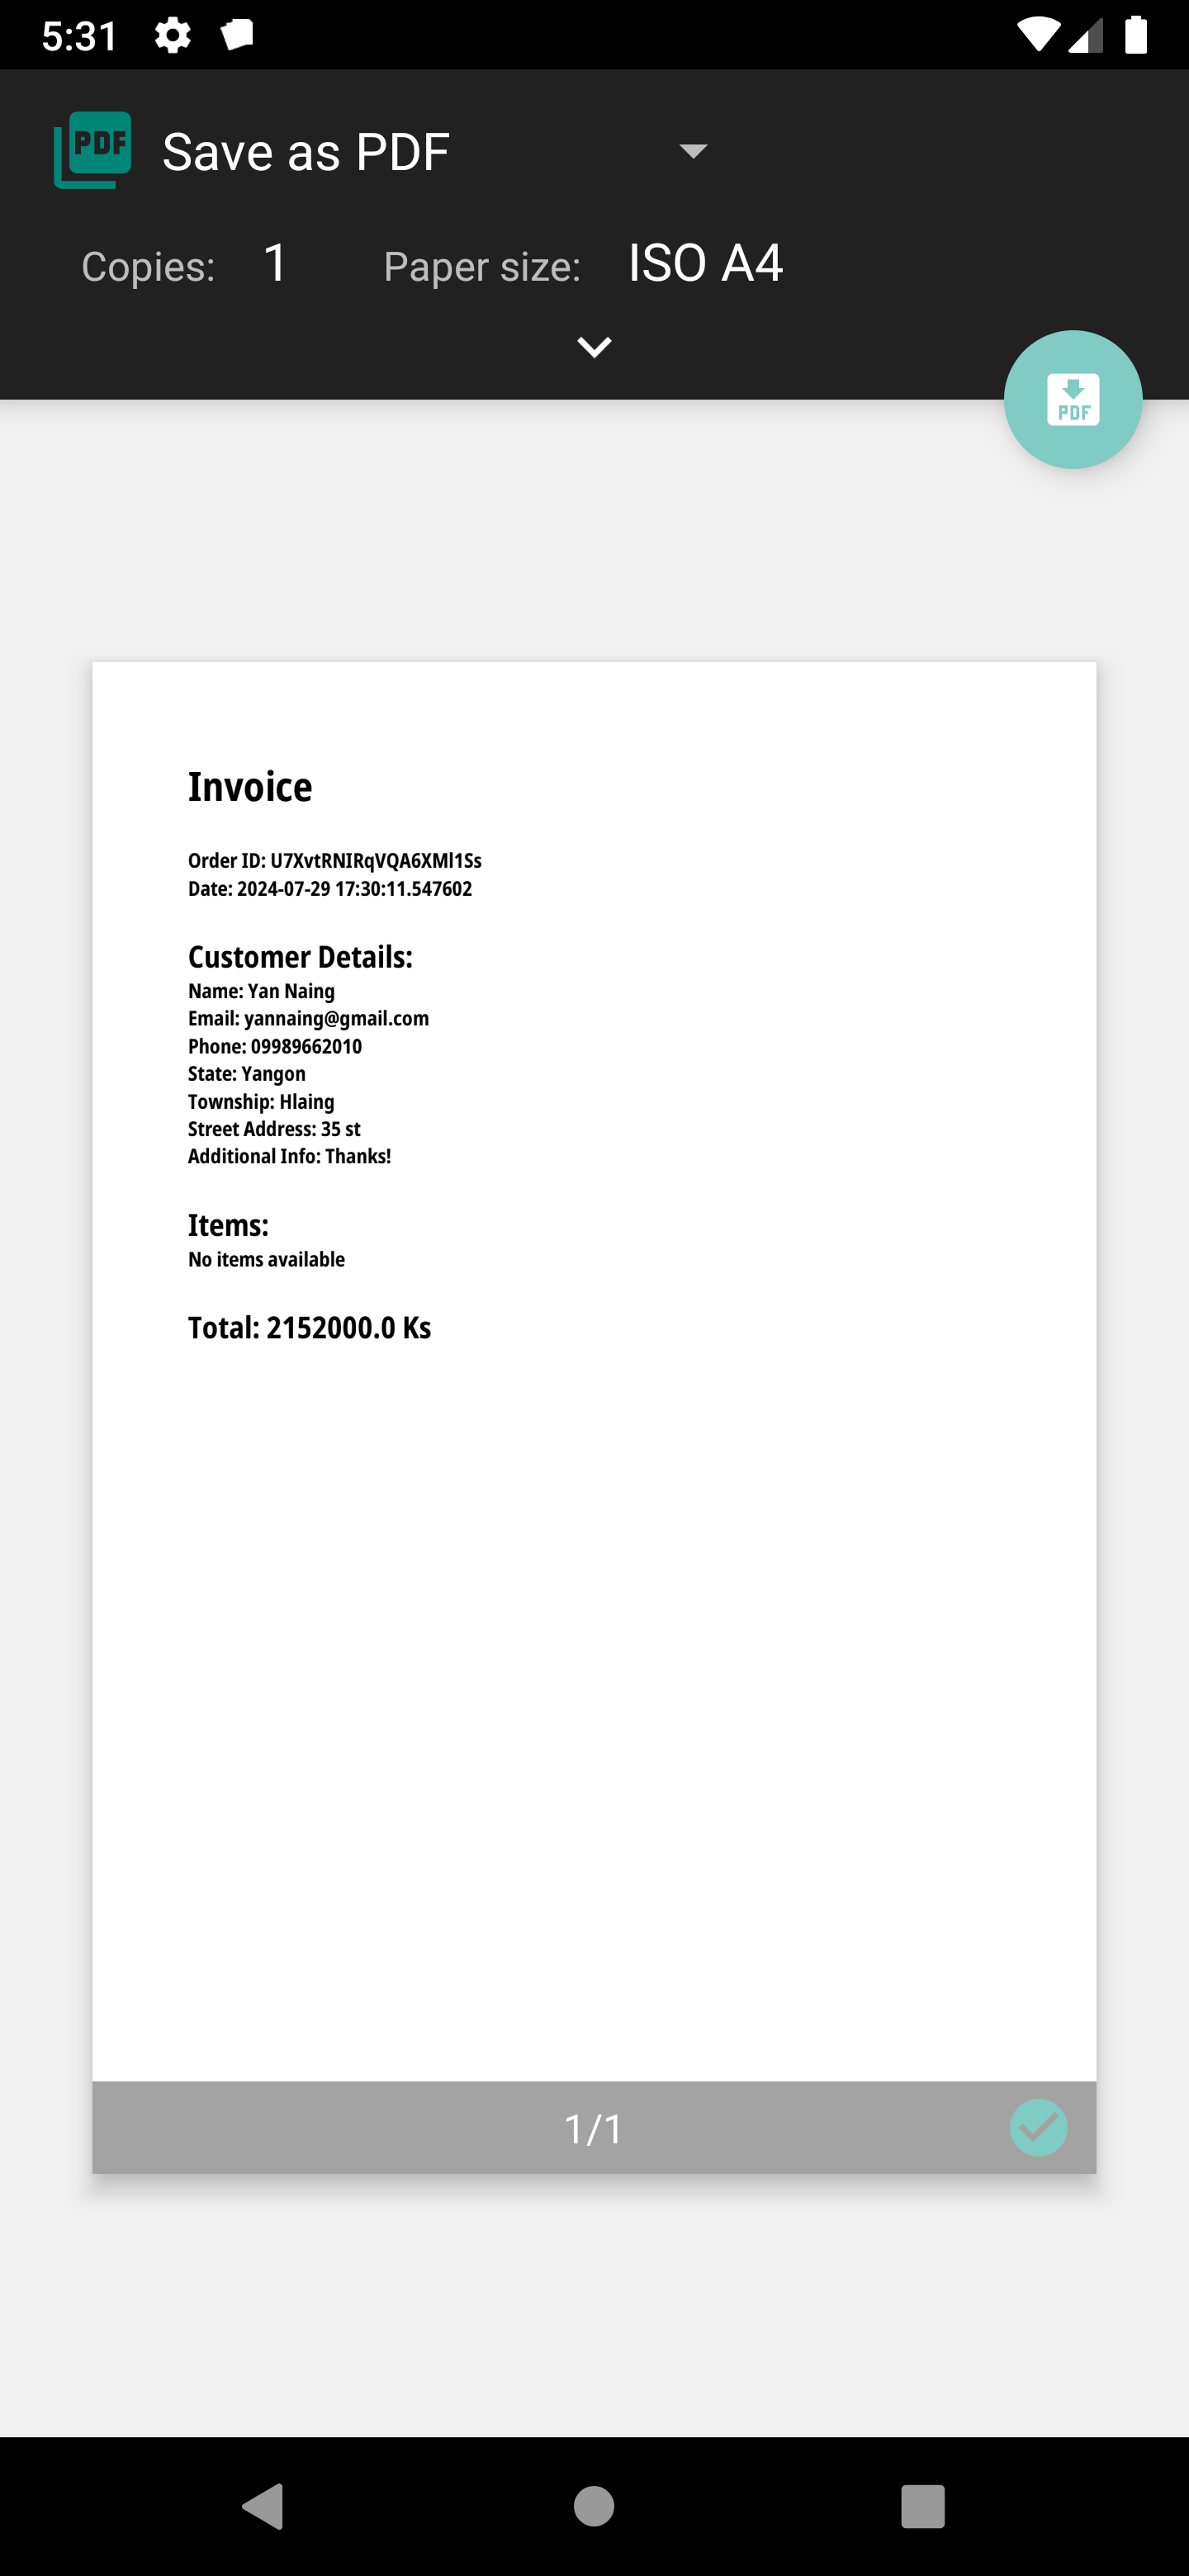 5:31
PDF Save as PDF
Copies: 1 Paper size: ISO A4
PDF
Invoice
Order ID: U7XvtRNIRqVQA6XMl1Ss
Date: 2024-07-29 17:30:11.547602
Customer Details:
Name: Yan Naing
Email: yannaing@gmail.com
Phone: 09989662010
State: Yangon
Township: Hlaing
Street Address: 35 st
Additional Info: Thanks!
Items:
No items available
Total: 2152000.0 Ks
1/1